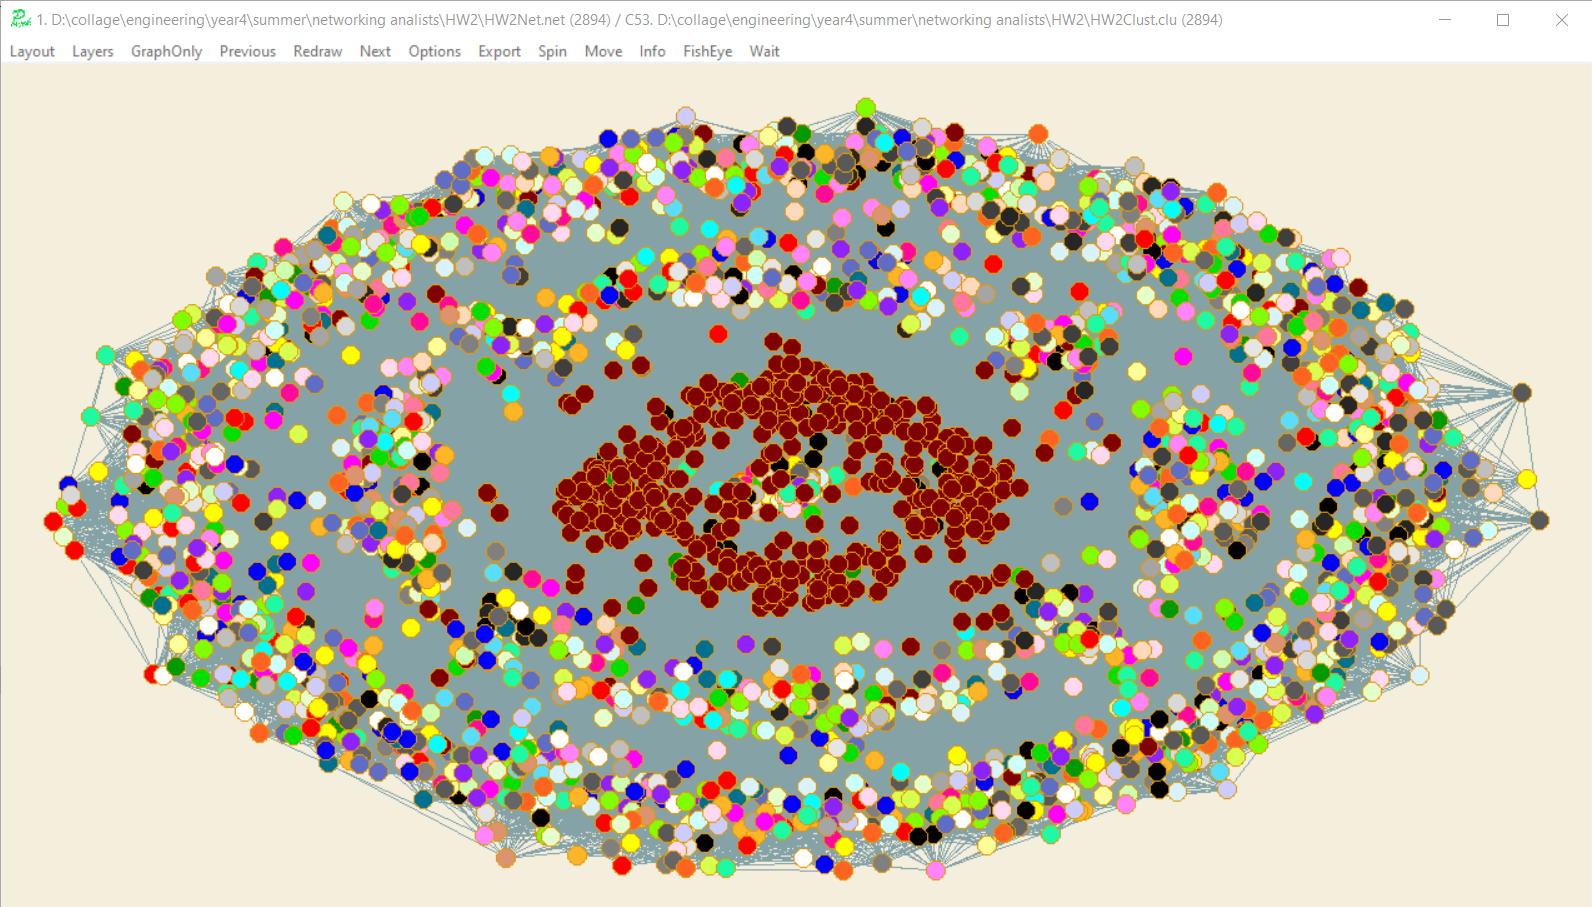 1. D:\collage\engineering\year4\summer\networking analists\HW2\HW2Net.net (2894) / C53. D:\collage\engineering\year4\summer\networking analists\HW2\HW2Clust.clu (2894)
Layout Layers GraphOnly Previous Redraw Next Options Export Spin Move Info FishEye Wait